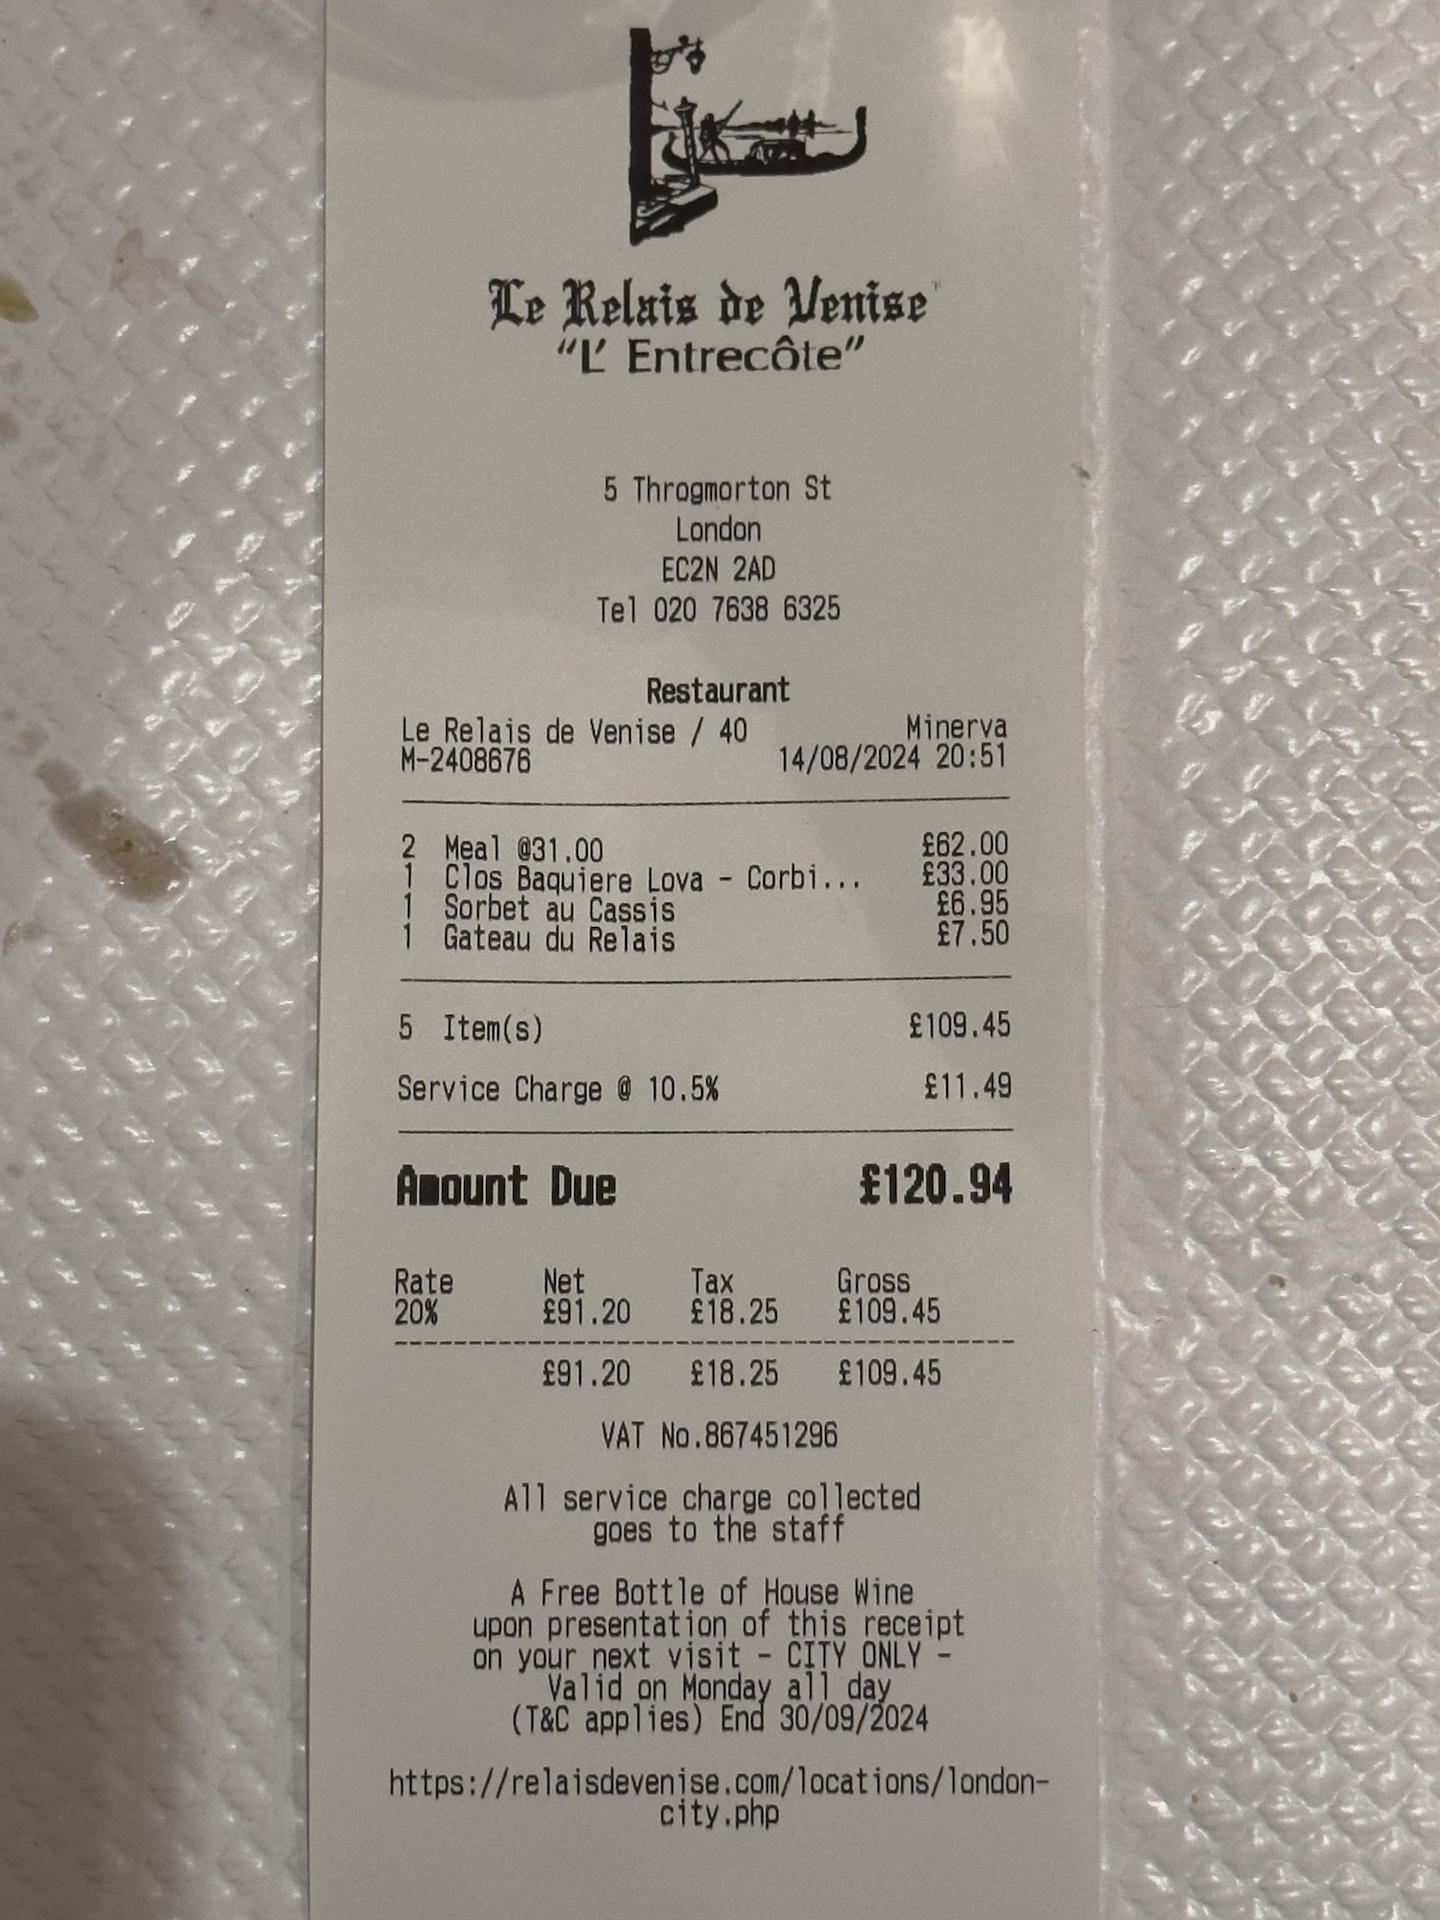 Le Relais de Venise
"L' Entrecôte"
5 Throgmorton St
London
EC2N 2AD
Tel 020 7638 6325
Restaurant
Le Relais de Venise / 40 Minerva
M-2408676 14/08/2024 20:51
2 Meal @31.00 £62.00
1 Clos Baquiere Lova - Corbi... £33.00
1 Sorbet au Cassis £6.95
1 Gateau du Relais £7.50
5 Item(s) £109.45
Service Charge @ 10.5% £11.49
Amount Due £120.94
Rate Net Tax Gross
20% £91.20 £18.25 £109.45
£91.20 £18.25 £109.45
VAT No.867451296
All service charge collected
goes to the staff
A Free Bottle of House Wine
upon presentation of this receipt
on your next visit - CITY ONLY -
Valid on Monday all day
(T&C applies) End 30/09/2024
https://relaisdevenise.com/locations/london-
city.php